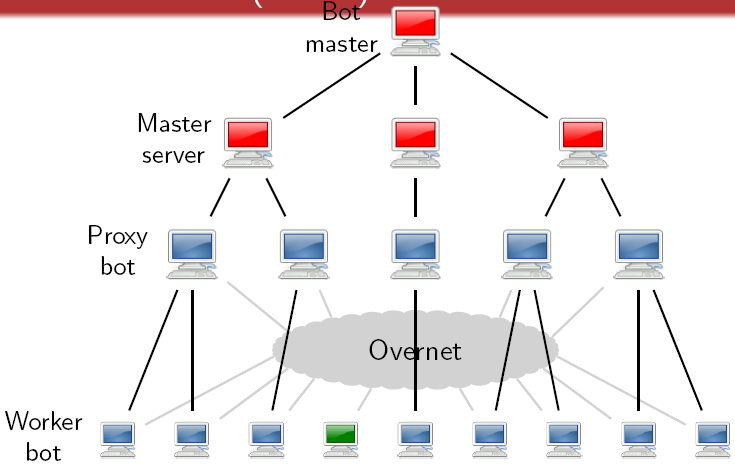 Bot
master
Master
server
Proxy
bot
Overnet
Worker
bot